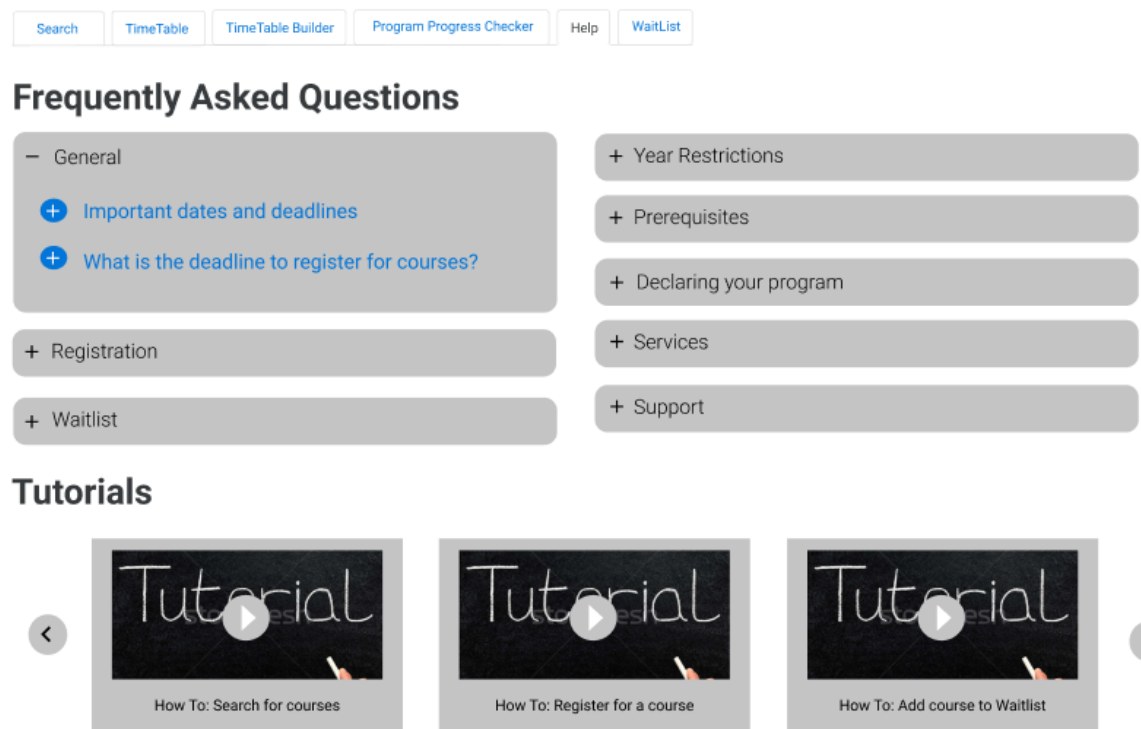 Search
TimeTable
TimeTable Builder
Program Progress Checker
Help
WaitList
Frequently Asked Questions
− General
+ Important dates and deadlines
+ What is the deadline to register for courses?
+ Registration
+ Waitlist
+ Year Restrictions
+ Prerequisites
+ Declaring your program
+ Services
+ Support
Tutorials
Tutorial
How To: Search for courses
Tutorial
How To: Register for a course
Tutorial
How To: Add course to Waitlist